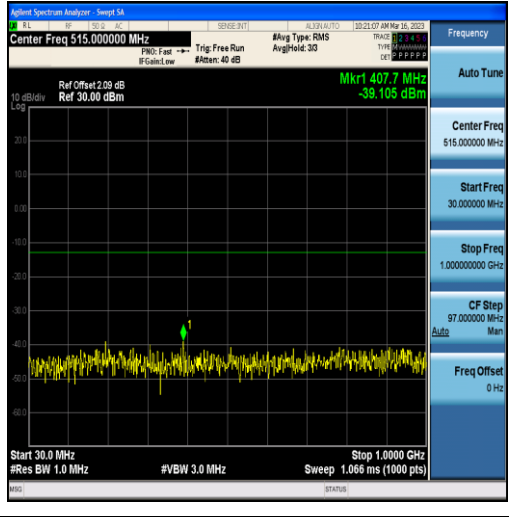 Agilent Spectrum Analyzer - Swept SA
RL RF 50 Ω AC SENSE:INT ALIGN AUTO 10:21:07 AM Mar 16, 2023
Center Freq 515.000000 MHz #Avg Type: RMS TRACE 1 2 3 4 5 6 Frequency
PNO: Fast Trig: Free Run Avg|Hold: 3/3 TYPE MWWWWW
IFGain:Low #Atten: 40 dB DET P P P P P P
Auto Tune
Mkr1 407.7 MHz
-39.105 dBm
Ref Offset 2.09 dB
10 dB/div Ref 30.00 dBm
Log
20.0
10.0
0.00
-10.0
-20.0
-30.0
-40.0
-50.0
-60.0
1
Center Freq
515.000000 MHz
Start Freq
30.000000 MHz
Stop Freq
1.000000000 GHz
CF Step
97.000000 MHz
Auto Man
Freq Offset
0 Hz
Start 30.0 MHz Stop 1.0000 GHz
#Res BW 1.0 MHz #VBW 3.0 MHz Sweep 1.066 ms (1000 pts)
MSG STATUS